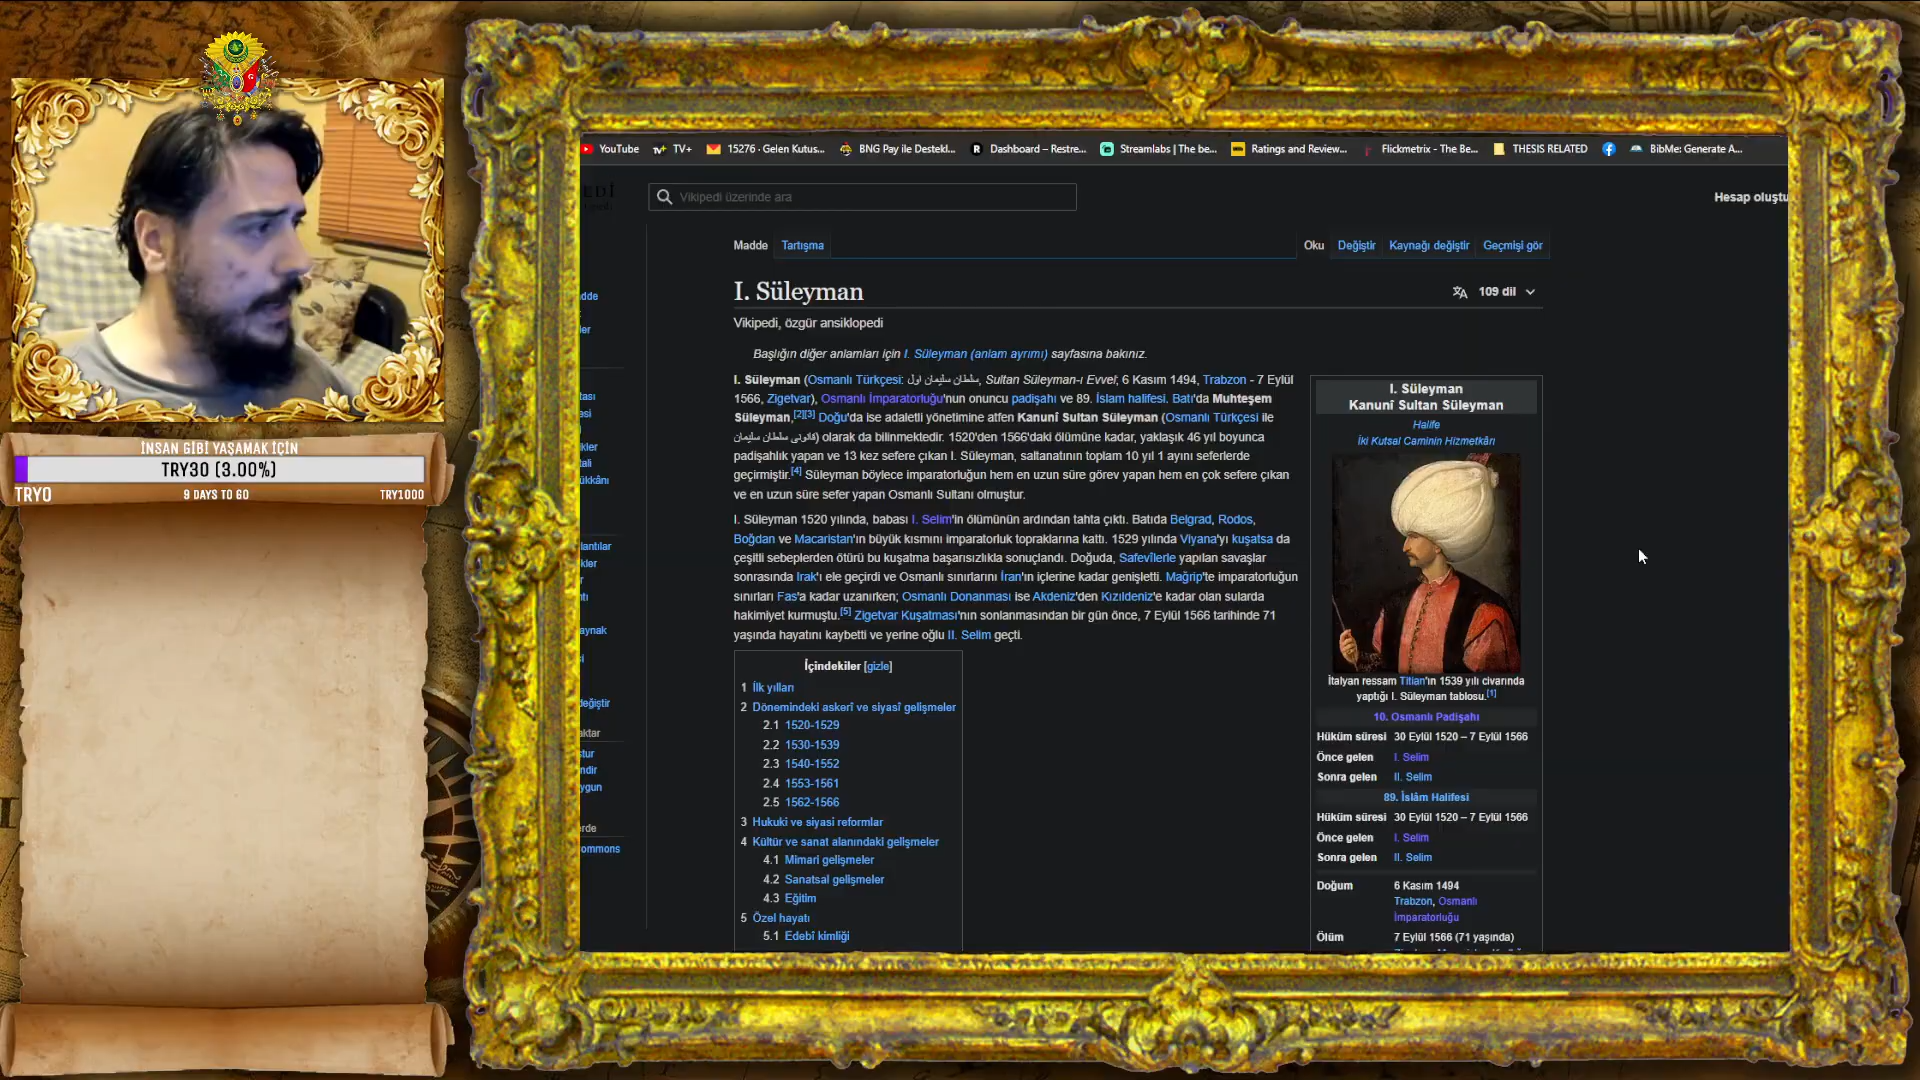 İNSAN GİBİ YAŞAMAK İÇİN
TRY30 (3.00%)
TRY0
9 DAYS TO GO
TRY1000
YouTube
TV+
15276 - Gelen Kutus...
BNG Pay ile Destekl...
Dashboard – Restre...
Streamlabs | The be...
Ratings and Review...
Flickmetrix - The Be...
THESIS RELATED
BibMe: Generate A...
Vikipedi üzerinde ara
Hesap oluştu
Madde
Tartışma
Oku
Değiştir
Kaynağı değiştir
Geçmişi gör
I. Süleyman
109 dil
Vikipedi, özgür ansiklopedi
Başlığın diğer anlamları için I. Süleyman (anlam ayrımı) sayfasına bakınız.
I. Süleyman (Osmanlı Türkçesi: سلطان سليمان اول, Sultan Süleyman-ı Evvel; 6 Kasım 1494, Trabzon - 7 Eylül
1566, Zigetvar), Osmanlı İmparatorluğu'nun onuncu padişahı ve 89. İslam halifesi. Batı'da Muhteşem
Süleyman,[2][3] Doğu'da ise adaletli yönetimine atfen Kanunî Sultan Süleyman (Osmanlı Türkçesi ile
قانونی سلطان سليمان) olarak da bilinmektedir. 1520'den 1566'daki ölümüne kadar, yaklaşık 46 yıl boyunca
padişahlık yapan ve 13 kez sefere çıkan I. Süleyman, saltanatının toplam 10 yıl 1 ayını seferlerde
geçirmiştir.[4] Süleyman böylece imparatorluğun hem en uzun süre görev yapan hem en çok sefere çıkan
ve en uzun süre sefer yapan Osmanlı Sultanı olmuştur.
I. Süleyman 1520 yılında, babası I. Selim'in ölümünün ardından tahta çıktı. Batıda Belgrad, Rodos,
Boğdan ve Macaristan'ın büyük kısmını imparatorluk topraklarına kattı. 1529 yılında Viyana'yı kuşatsa da
çeşitli sebeplerden ötürü bu kuşatma başarısızlıkla sonuçlandı. Doğuda, Safevîlerle yapılan savaşlar
sonrasında Irak'ı ele geçirdi ve Osmanlı sınırlarını İran'ın içlerine kadar genişletti. Mağrip'te imparatorluğun
sınırları Fas'a kadar uzanırken; Osmanlı Donanması ise Akdeniz'den Kızıldeniz'e kadar olan sularda
hakimiyet kurmuştu.[5] Zigetvar Kuşatması'nın sonlanmasından bir gün önce, 7 Eylül 1566 tarihinde 71
yaşında hayatını kaybetti ve yerine oğlu II. Selim geçti.
İçindekiler [gizle]
1 İlk yılları
2 Dönemindeki askerî ve siyasî gelişmeler
2.1 1520-1529
2.2 1530-1539
2.3 1540-1552
2.4 1553-1561
2.5 1562-1566
3 Hukuki ve siyasi reformlar
4 Kültür ve sanat alanındaki gelişmeler
4.1 Mimari gelişmeler
4.2 Sanatsal gelişmeler
4.3 Eğitim
5 Özel hayatı
5.1 Edebî kimliği
I. Süleyman
Kanunî Sultan Süleyman
Halife
İki Kutsal Caminin Hizmetkârı
İtalyan ressam Titian'ın 1539 yılı civarında
yaptığı I. Süleyman tablosu.[1]
10. Osmanlı Padişahı
Hüküm süresi 30 Eylül 1520 – 7 Eylül 1566
Önce gelen I. Selim
Sonra gelen II. Selim
89. İslâm Halifesi
Hüküm süresi 30 Eylül 1520 – 7 Eylül 1566
Önce gelen I. Selim
Sonra gelen II. Selim
Doğum 6 Kasım 1494
Trabzon, Osmanlı
İmparatorluğu
Ölüm 7 Eylül 1566 (71 yaşında)